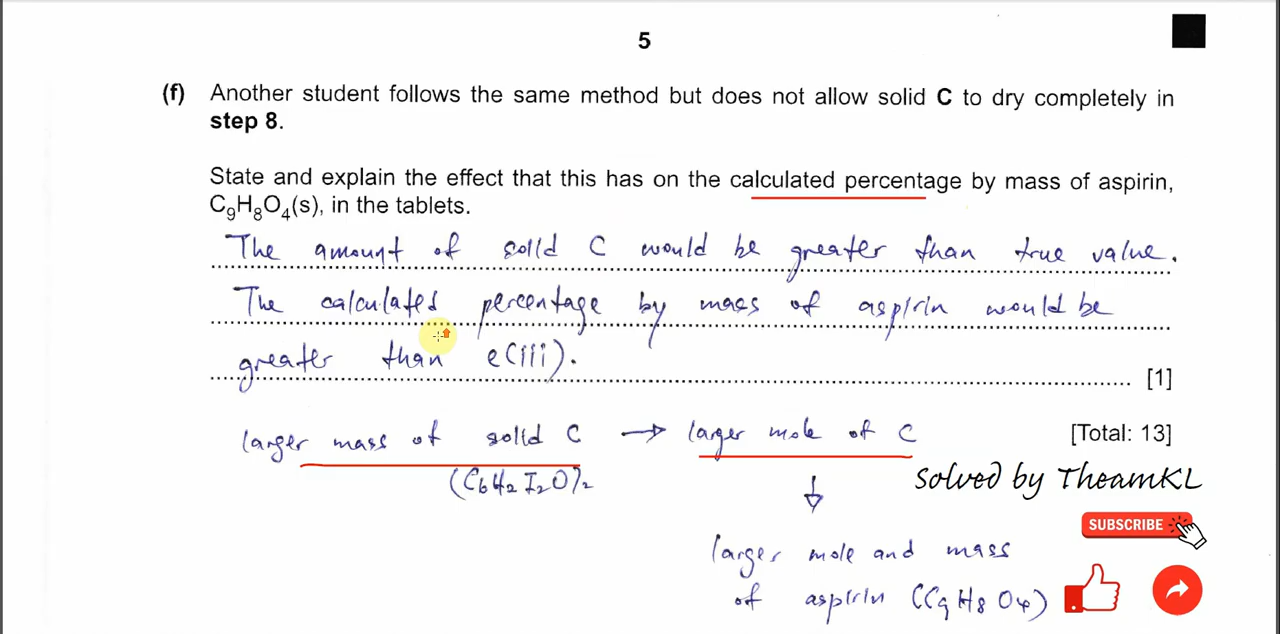 5
(f) Another student follows the same method but does not allow solid C to dry completely in
step 8.
State and explain the effect that this has on the calculated percentage by mass of aspirin,
C₉H₈O₄(s), in the tablets.
The amount of solid C would be greater than true value.
The calculated percentage by mass of aspirin would be
greater than e(iii).
[1]
larger mass of solid C → larger mole of C
[Total: 13]
(C₆H₂I₂O)₂
Solved by TheamKL
SUBSCRIBE
larger mole and mass
of aspirin (C₉H₈O₄)